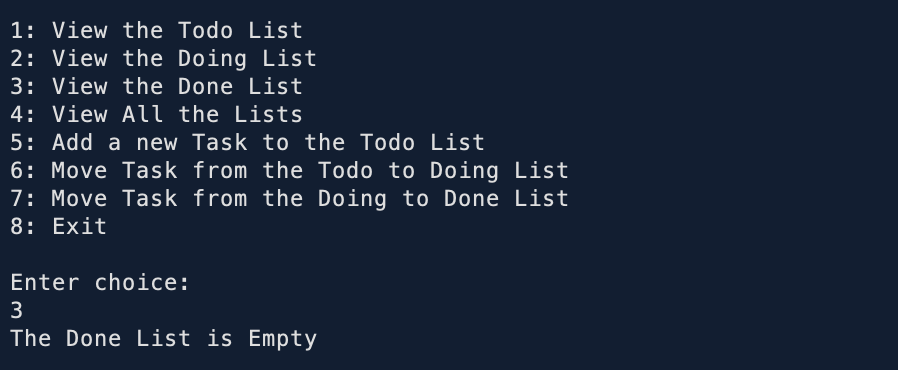 1: View the Todo List
2: View the Doing List
3: View the Done List
4: View All the Lists
5: Add a new Task to the Todo List
6: Move Task from the Todo to Doing List
7: Move Task from the Doing to Done List
8: Exit
Enter choice:
3
The Done List is Empty